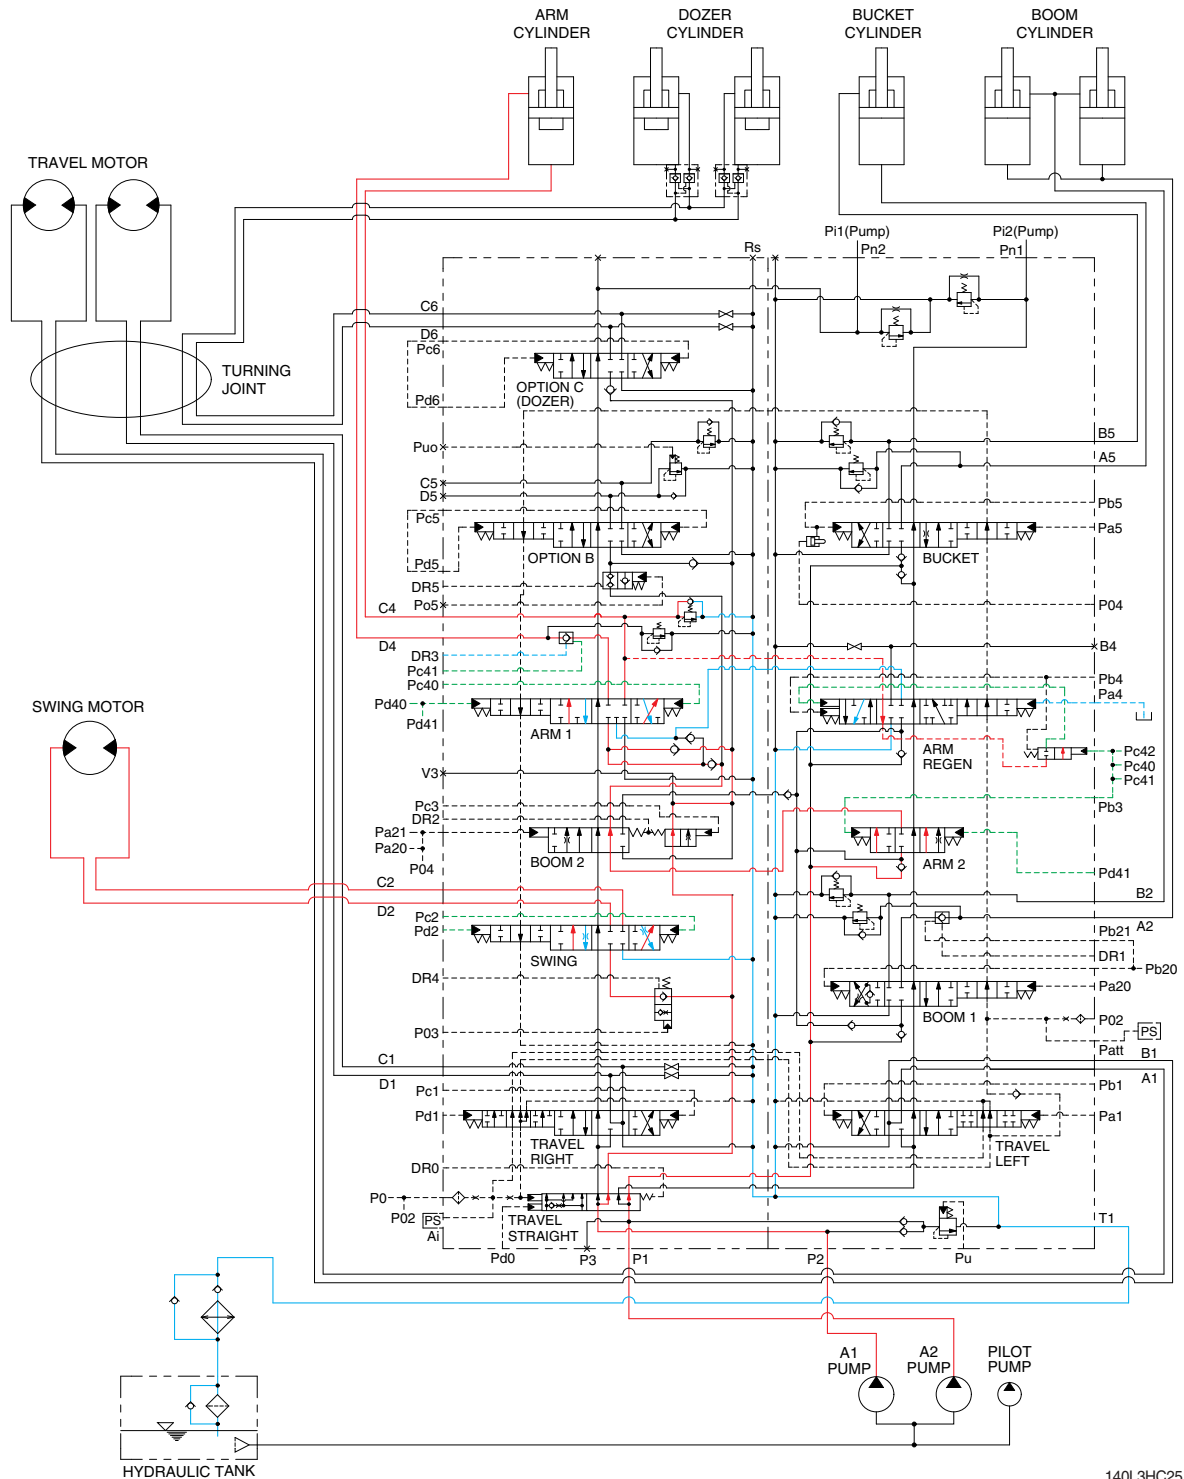 ARM
CYLINDER
DOZER
CYLINDER
BUCKET
CYLINDER
BOOM
CYLINDER
TRAVEL MOTOR
TURNING
JOINT
Rs
Pi1(Pump)
Pn2
Pi2(Pump)
Pn1
C6
D6
Pc6
Pd6
OPTION C
(DOZER)
Puo
C5
D5
Pc5
Pd5
OPTION B
DR5
Po5
B5
A5
Pb5
Pa5
BUCKET
P04
C4
D4
DR3
Pc41
Pc40
Pd40
Pd41
ARM 1
B4
Pb4
Pa4
ARM
REGEN
Pc42
Pc40
Pc41
Pb3
SWING MOTOR
V3
Pc3
DR2
Pa21
Pa20
P04
BOOM 2
ARM 2
Pd41
C2
D2
Pc2
Pd2
SWING
B2
A2
Pb21
DR1
Pb20
Pa20
BOOM 1
DR4
P03
P02
PS
Patt
C1
D1
Pc1
Pd1
TRAVEL
RIGHT
B1
A1
Pb1
Pa1
TRAVEL
LEFT
DR0
P0
P02
PS
Ai
TRAVEL
STRAIGHT
Pd0
P3
P1
P2
Pu
T1
A1
PUMP
A2
PUMP
PILOT
PUMP
HYDRAULIC TANK
140L3HC25